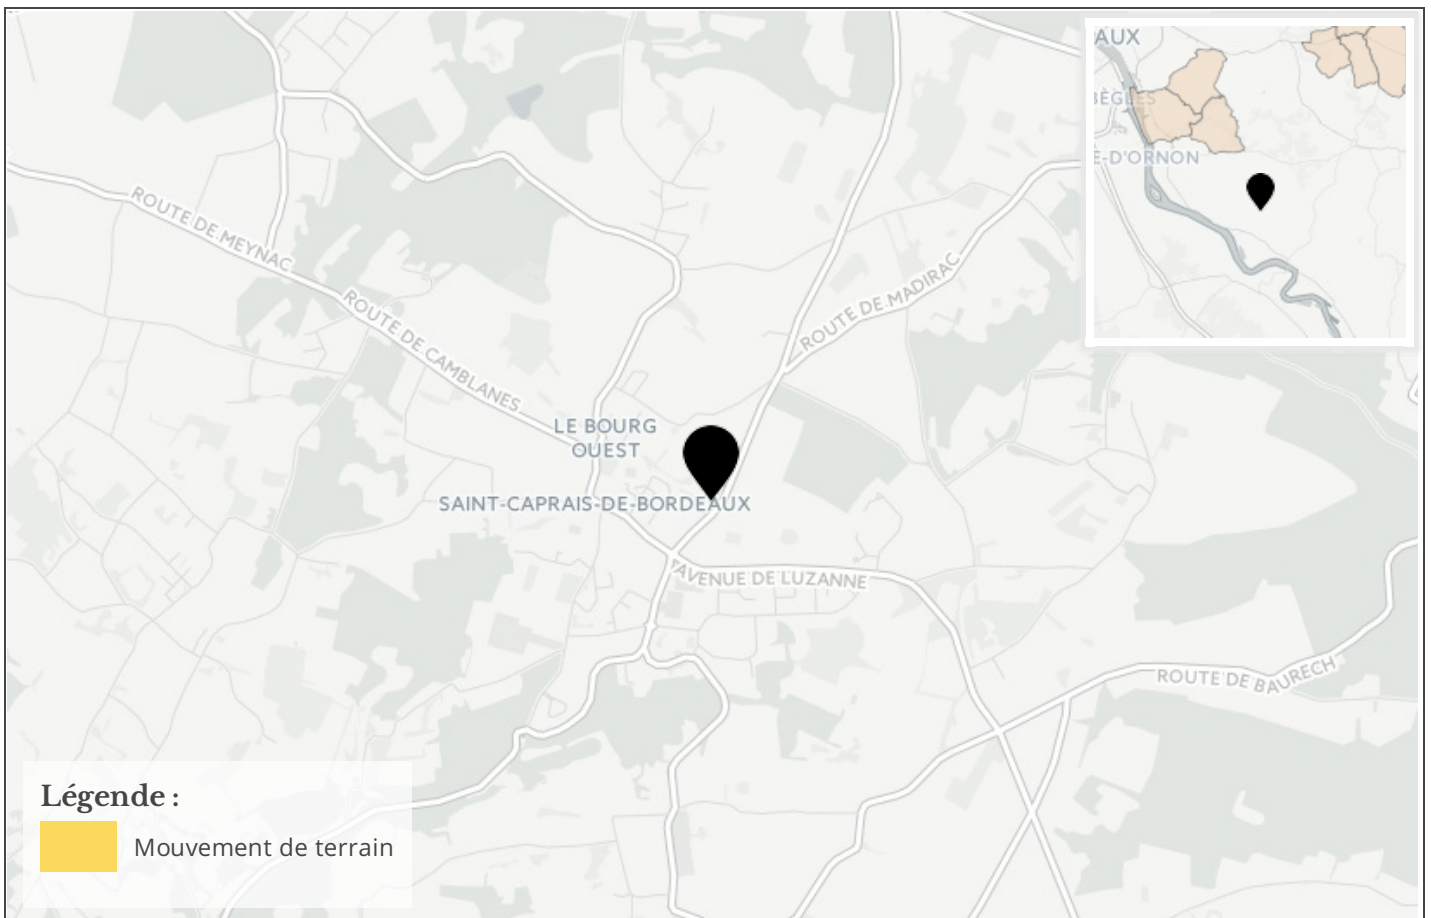 AUX
BÈGLES
E-D'ORNON
ROUTE DE MEYNAC
ROUTE DE MADIRAC
ROUTE DE CAMBLANES
LE BOURG
OUEST
SAINT-CAPRAIS-DE-BORDEAUX
AVENUE DE LUZANNE
ROUTE DE BAURECH
Légende :
Mouvement de terrain